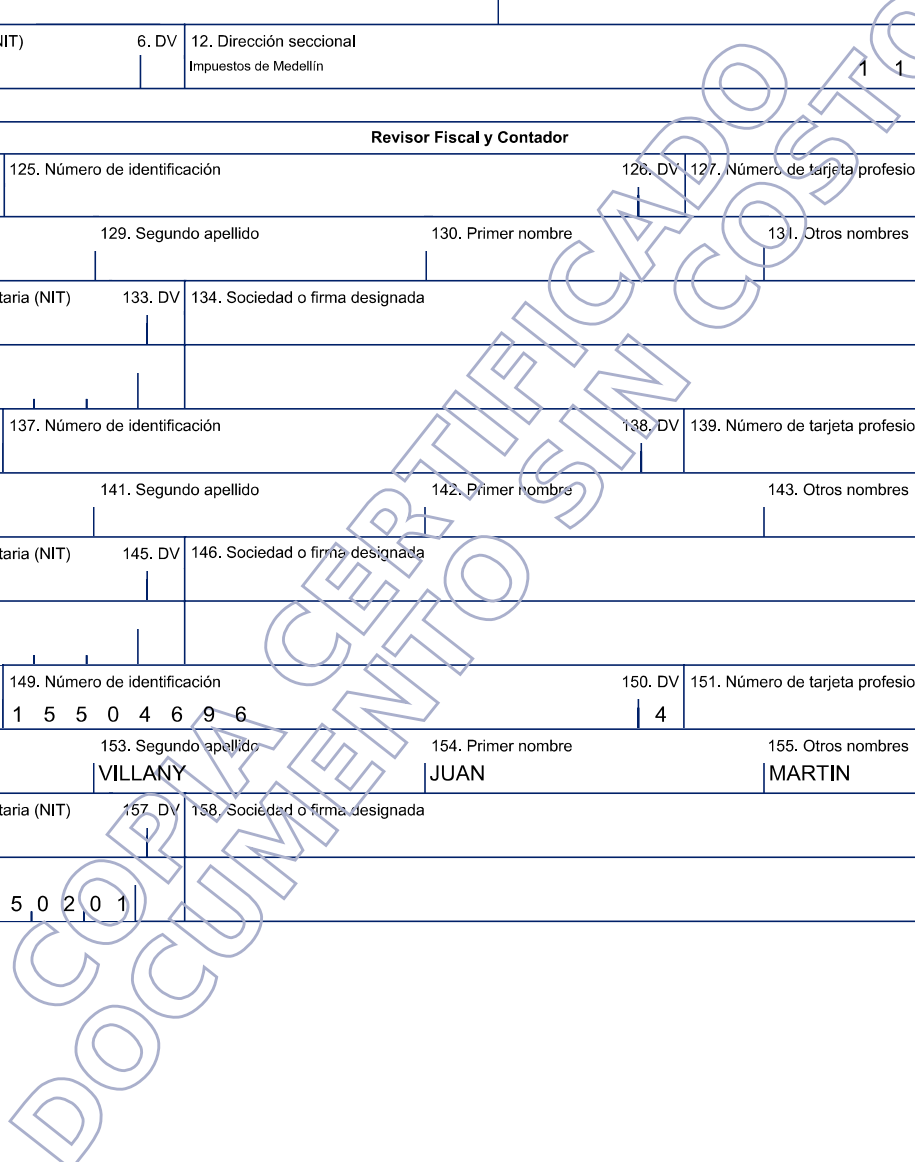 NIT) 6. DV 12. Dirección seccional
Impuestos de Medellín 1 1
Revisor Fiscal y Contador
125. Número de identificación 126. DV 127. Número de tarjeta profesio
129. Segundo apellido 130. Primer nombre 131. Otros nombres
taria (NIT) 133. DV 134. Sociedad o firma designada
137. Número de identificación 138. DV 139. Número de tarjeta profesio
141. Segundo apellido 142. Primer nombre 143. Otros nombres
taria (NIT) 145. DV 146. Sociedad o firma designada
149. Número de identificación 150. DV 151. Número de tarjeta profesio
1 5 5 0 4 6 9 6 4
153. Segundo apellido 154. Primer nombre 155. Otros nombres
VILLANY JUAN MARTIN
taria (NIT) 157. DV 158. Sociedad o firma designada
5 0 2 0 1
COPIA CERTIFICADO
DOCUMENTO SIN COSTO